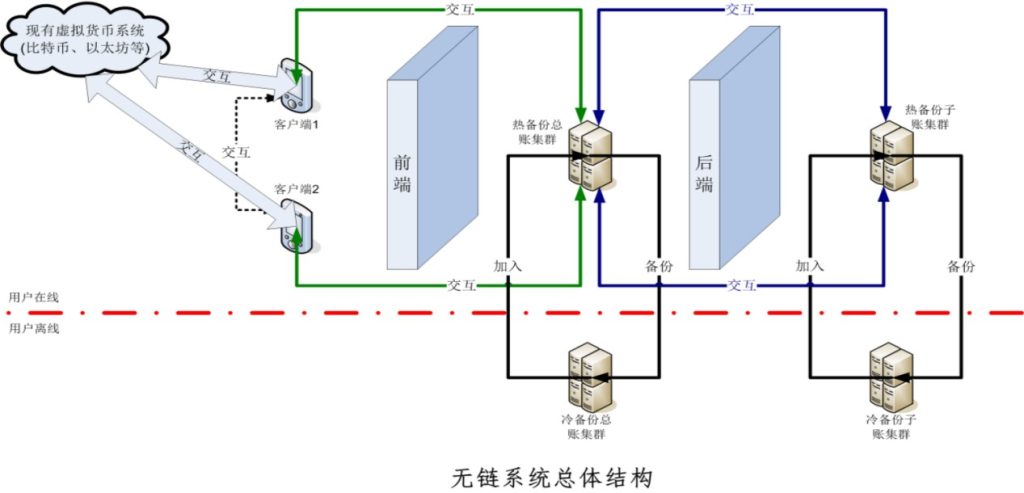 现有虚拟货币系统
(比特币、以太坊等)
交互
交互
交互
交互
客户端1
交互
客户端2
交互
前端
后端
热备份总
账集群
热备份子
账集群
加入
备份
加入
备份
交互
交互
用户在线
用户离线
冷备份总
账集群
冷备份子
账集群
无链系统总体结构